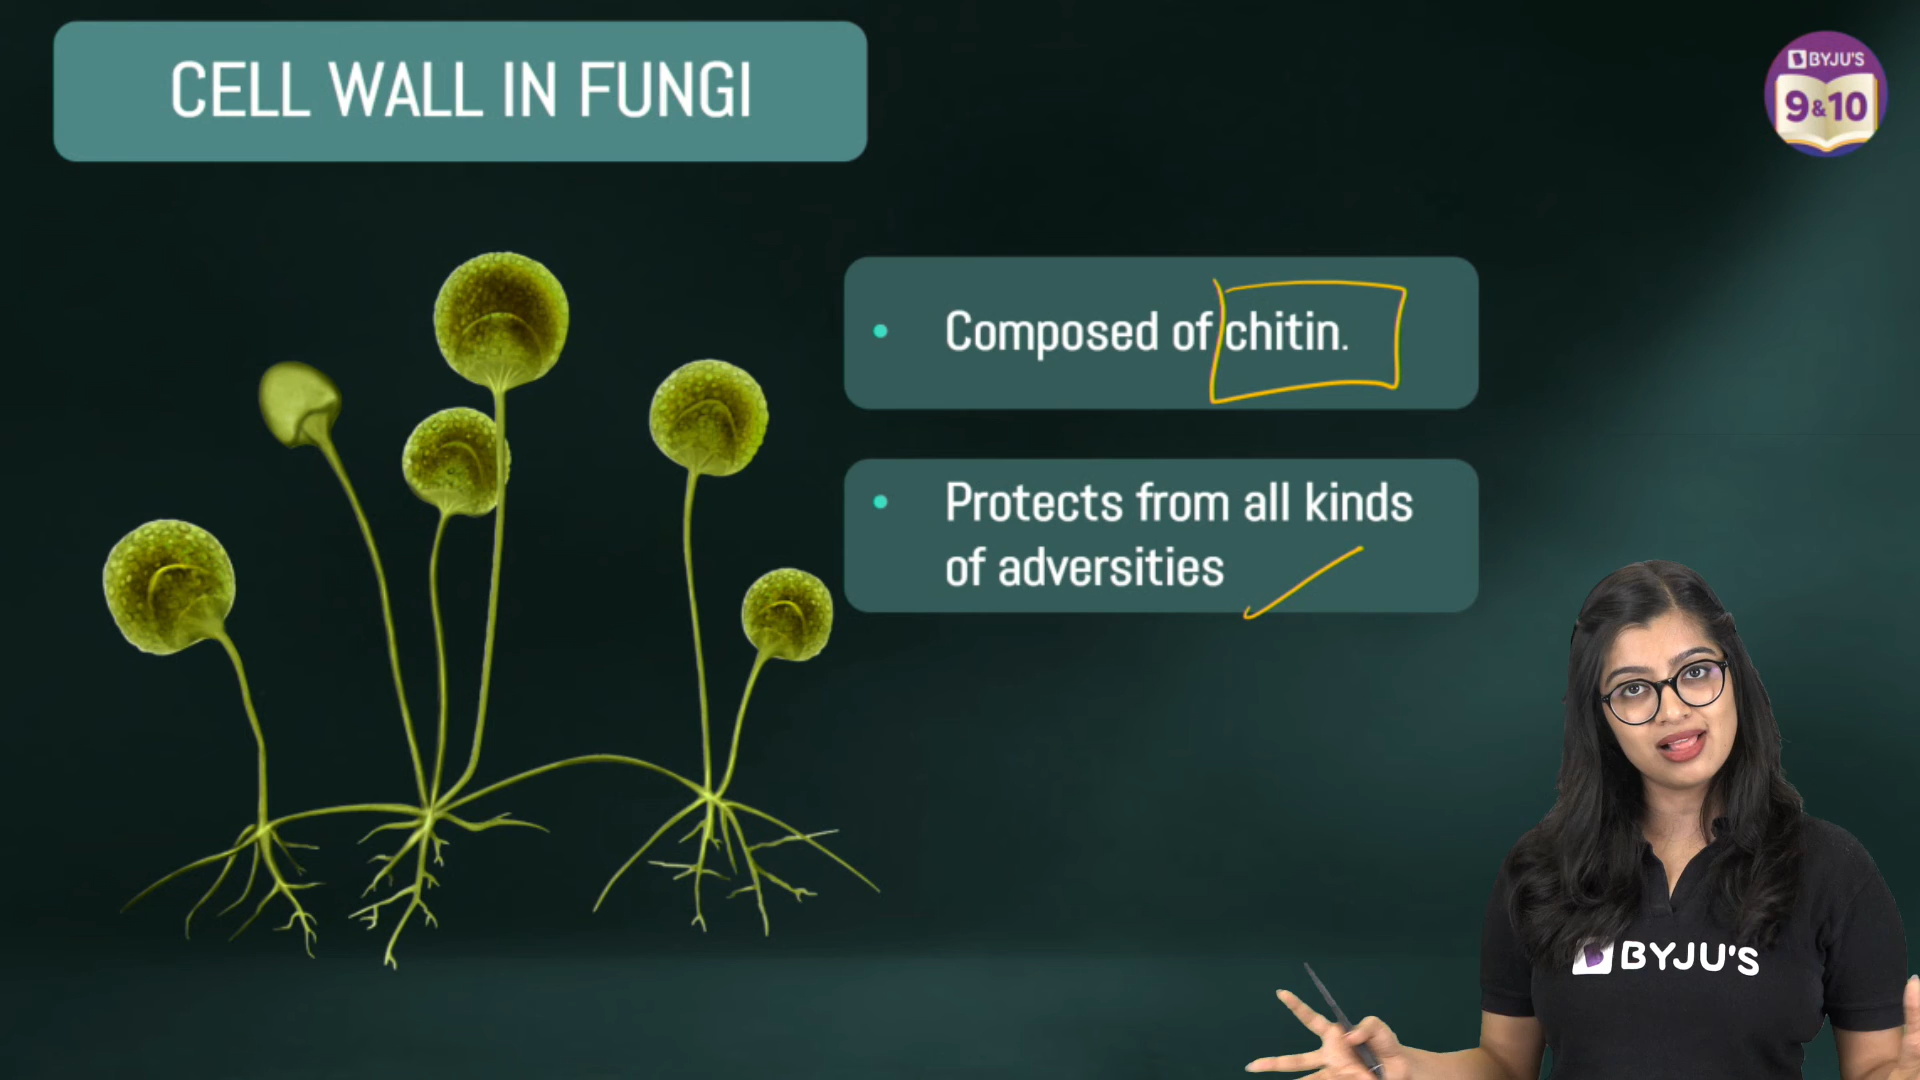 CELL WALL IN FUNGI
BYJU'S
9&10
• Composed of chitin.
• Protects from all kinds
of adversities
BYJU'S